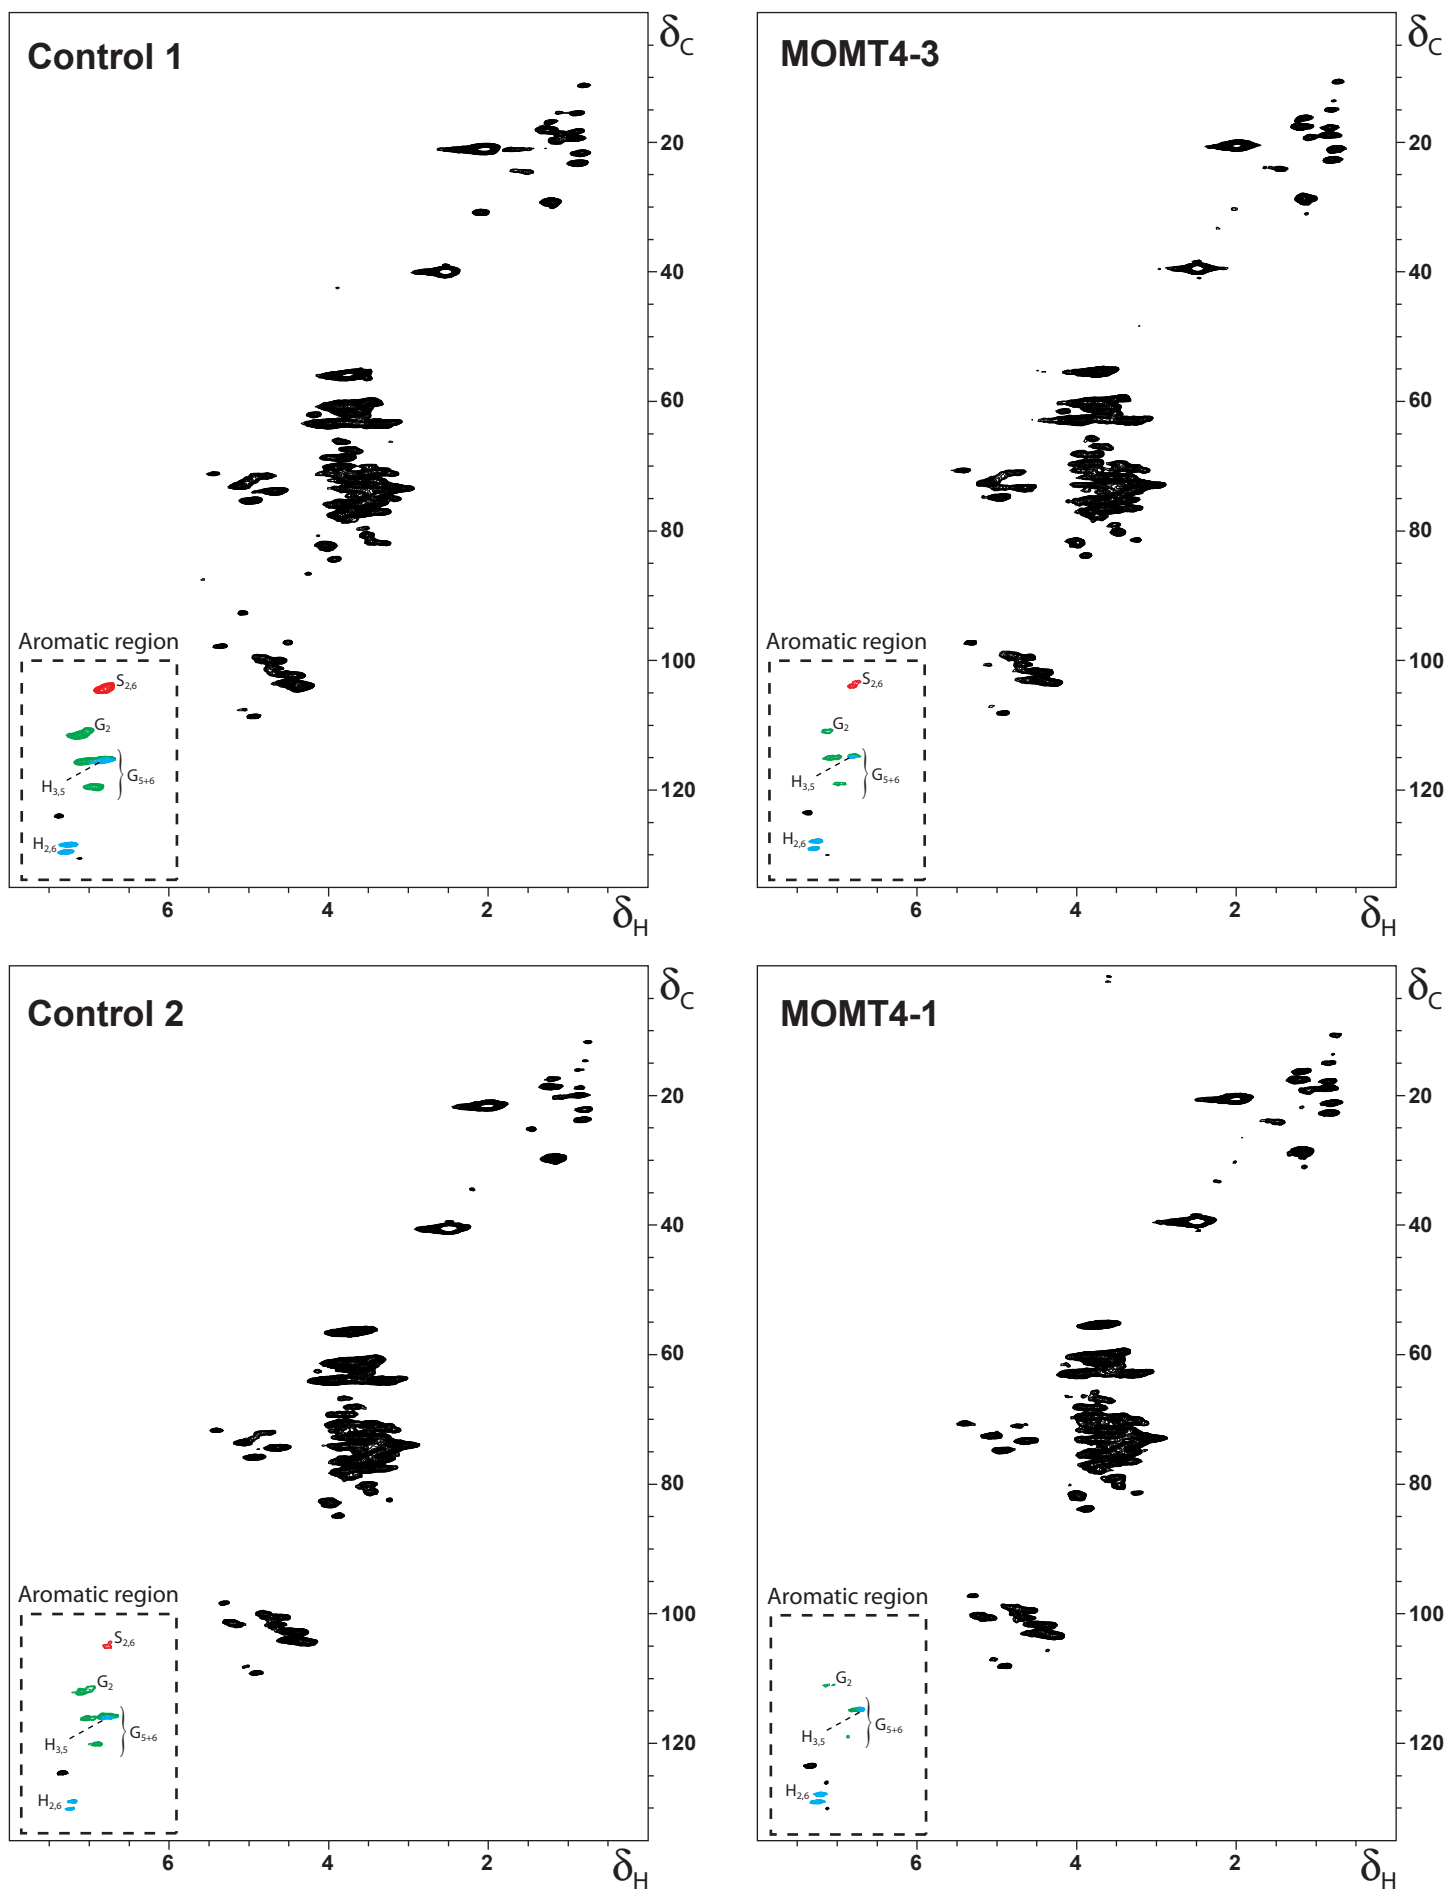 Control 1
δC
20
40
60
80
100
120
Aromatic region
S2,6
G2
H3,5
G5+6
H2,6
6
4
2
δH
MOMT4-3
δC
20
40
60
80
100
120
Aromatic region
S2,6
G2
H3,5
G5+6
H2,6
6
4
2
δH
Control 2
δC
20
40
60
80
100
120
Aromatic region
S2,6
G2
H3,5
G5+6
H2,6
6
4
2
δH
MOMT4-1
δC
20
40
60
80
100
120
Aromatic region
G2
H3,5
G5+6
H2,6
6
4
2
δH